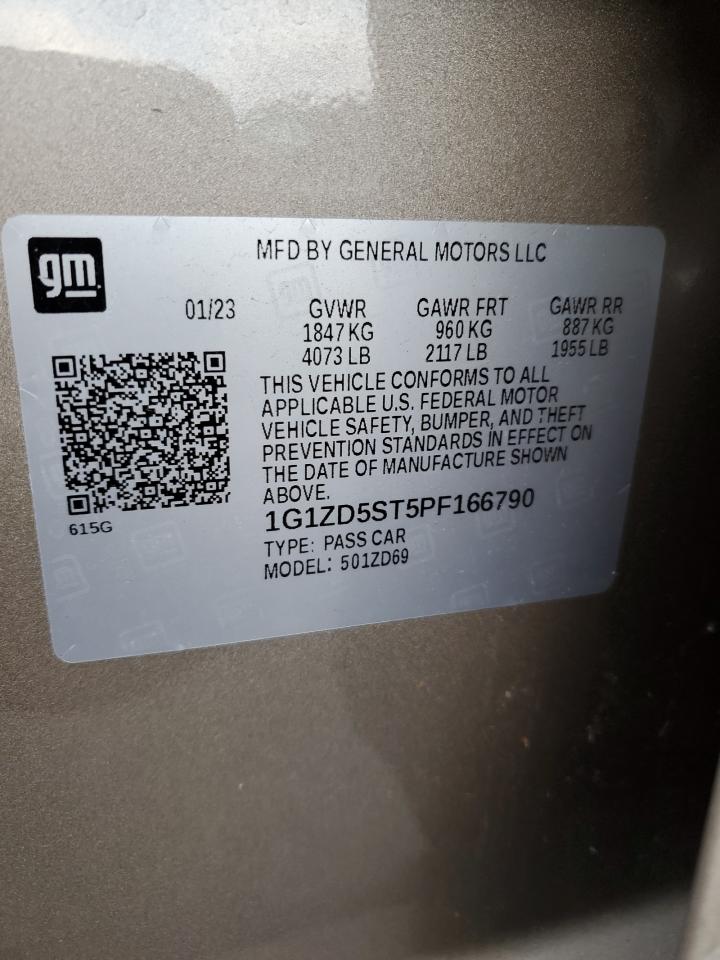 gm
MFD BY GENERAL MOTORS LLC
01/23 GVWR GAWR FRT GAWR RR
1847 KG 960 KG 887 KG
4073 LB 2117 LB 1955 LB
THIS VEHICLE CONFORMS TO ALL
APPLICABLE U.S. FEDERAL MOTOR
VEHICLE SAFETY, BUMPER, AND THEFT
PREVENTION STANDARDS IN EFFECT ON
THE DATE OF MANUFACTURE SHOWN
ABOVE.
615G
1G1ZD5ST5PF166790
TYPE: PASS CAR
MODEL: 501ZD69